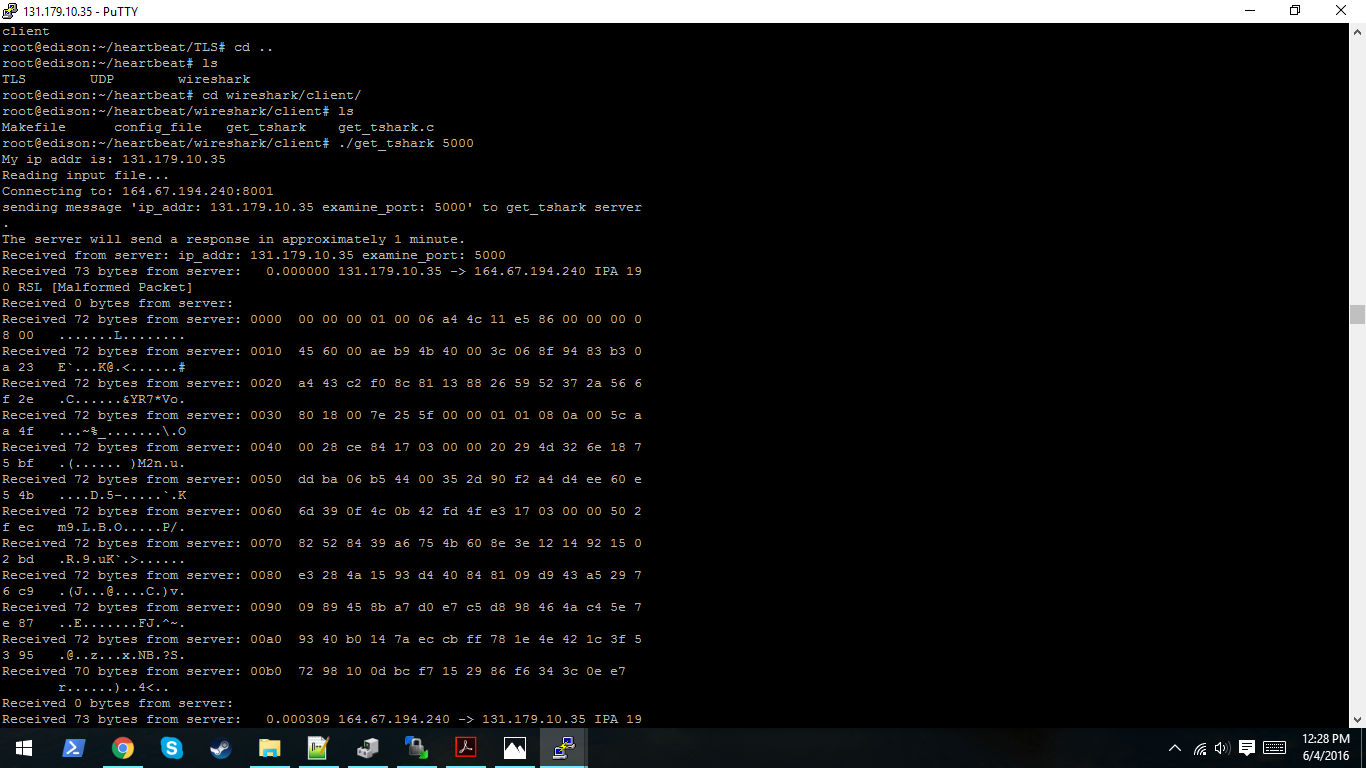 131.179.10.35 - PuTTY
client
root@edison:~/heartbeat/TLS# cd ..
root@edison:~/heartbeat# ls
TLS        UDP        wireshark
root@edison:~/heartbeat# cd wireshark/client/
root@edison:~/heartbeat/wireshark/client# ls
Makefile      config_file   get_tshark    get_tshark.c
root@edison:~/heartbeat/wireshark/client# ./get_tshark 5000
My ip addr is: 131.179.10.35
Reading input file...
Connecting to: 164.67.194.240:8001
sending message 'ip_addr: 131.179.10.35 examine_port: 5000' to get_tshark server
.
The server will send a response in approximately 1 minute.
Received from server: ip_addr: 131.179.10.35 examine_port: 5000
Received 73 bytes from server:   0.000000 131.179.10.35 -> 164.67.194.240 IPA 19
0 RSL [Malformed Packet]
Received 0 bytes from server:
Received 72 bytes from server: 0000  00 00 00 01 00 06 a4 4c 11 e5 86 00 00 00 0
8 00   .......L........
Received 72 bytes from server: 0010  45 60 00 ae b9 4b 40 00 3c 06 8f 94 83 b3 0
a 23   E`...K@.<......#
Received 72 bytes from server: 0020  a4 43 c2 f0 8c 81 13 88 26 59 52 37 2a 56 6
f 2e   .C......&YR7*Vo.
Received 72 bytes from server: 0030  80 18 00 7e 25 5f 00 00 01 01 08 0a 00 5c a
a 4f   ...~%_.......\.O
Received 72 bytes from server: 0040  00 28 ce 84 17 03 00 00 20 29 4d 32 6e 18 7
5 bf   .(...... )M2n.u.
Received 72 bytes from server: 0050  dd ba 06 b5 44 00 35 2d 90 f2 a4 d4 ee 60 e
5 4b   ....D.5-.....`.K
Received 72 bytes from server: 0060  6d 39 0f 4c 0b 42 fd 4f e3 17 03 00 00 50 2
f ec   m9.L.B.O.....P/.
Received 72 bytes from server: 0070  82 52 84 39 a6 75 4b 60 8e 3e 12 14 92 15 0
2 bd   .R.9.uK`.>......
Received 72 bytes from server: 0080  e3 28 4a 15 93 d4 40 84 81 09 d9 43 a5 29 7
6 c9   .(J...@....C.)v.
Received 72 bytes from server: 0090  09 89 45 8b a7 d0 e7 c5 d8 98 46 4a c4 5e 7
e 87   ..E.......FJ.^~.
Received 72 bytes from server: 00a0  93 40 b0 14 7a ec cb ff 78 1e 4e 42 1c 3f 5
3 95   .@..z...x.NB.?S.
Received 70 bytes from server: 00b0  72 98 10 0d bc f7 15 29 86 f6 34 3c 0e e7
       r......)..4<..
Received 0 bytes from server:
Received 73 bytes from server:   0.000309 164.67.194.240 -> 131.179.10.35 IPA 19
12:28 PM
6/4/2016